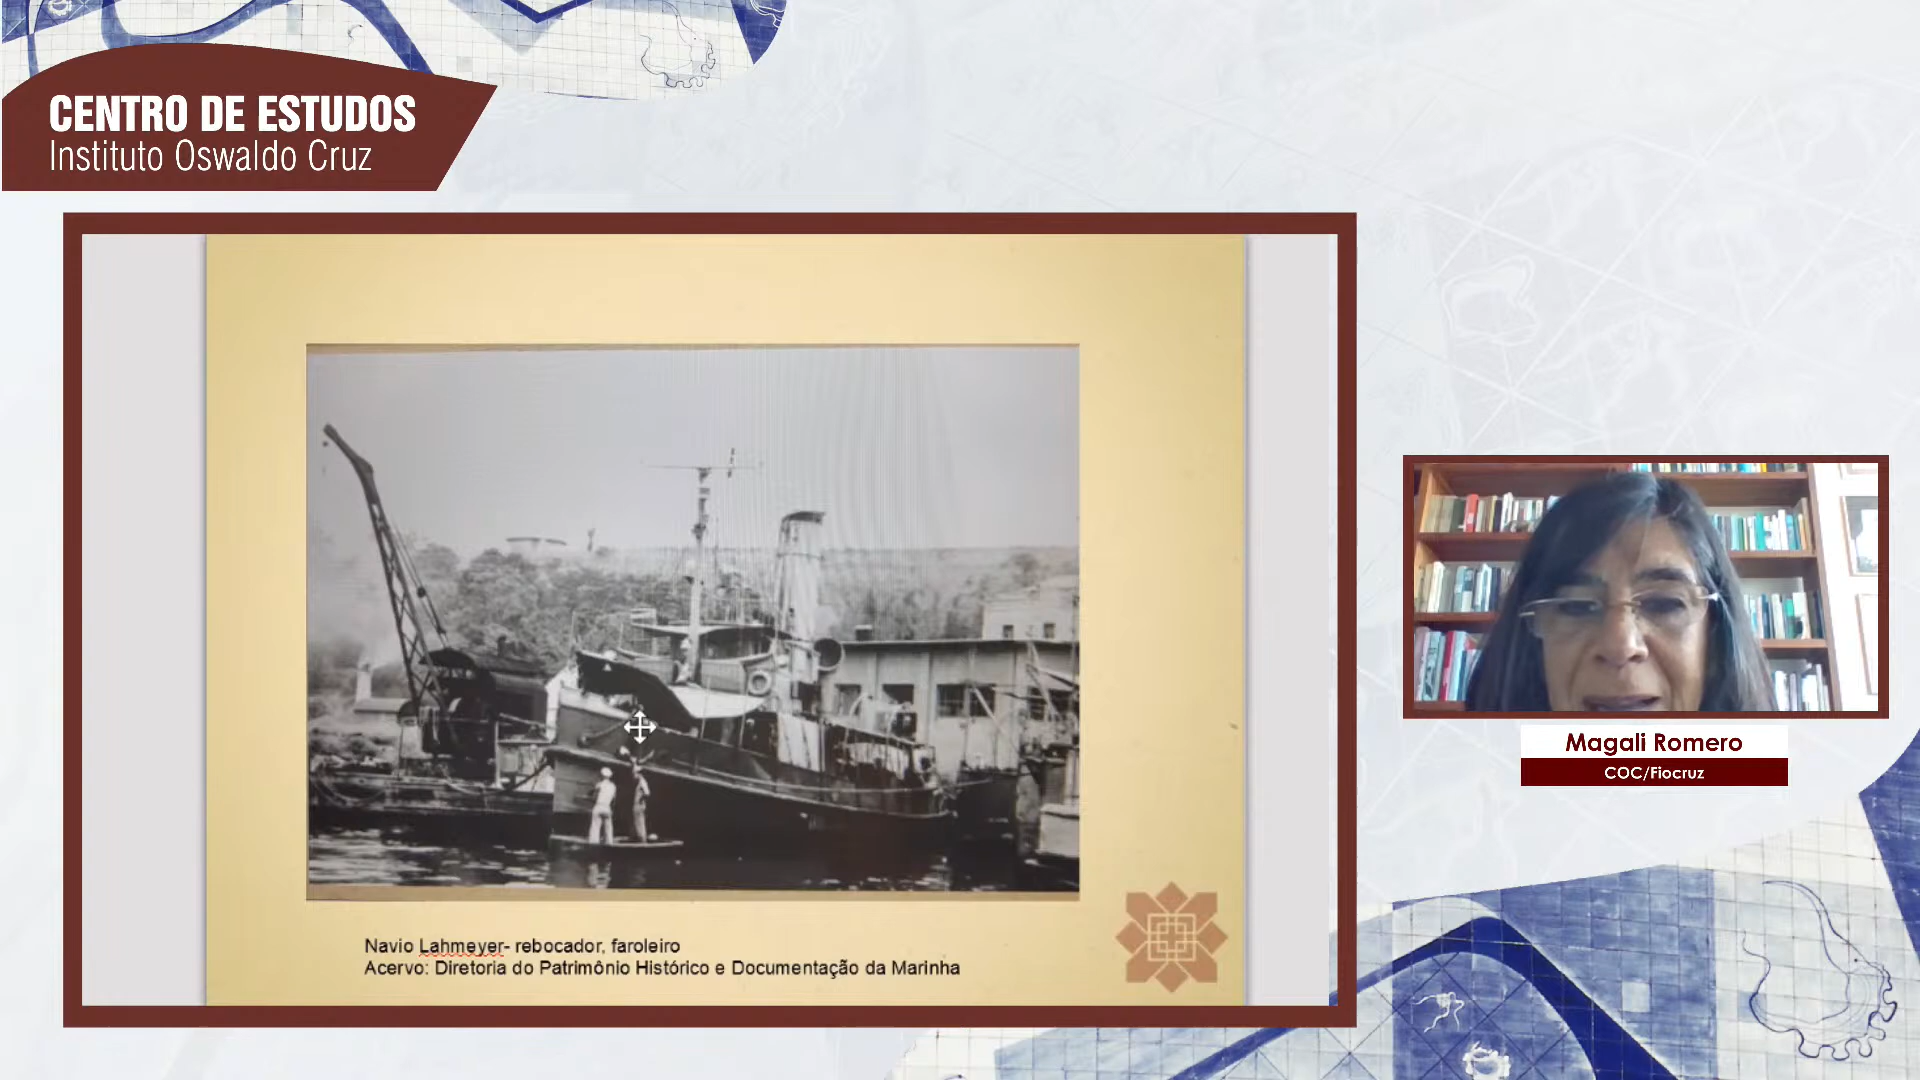 CENTRO DE ESTUDOS
Instituto Oswaldo Cruz
Navio Lahmeyer- rebocador, faroleiro
Acervo: Diretoria do Patrimônio Histórico e Documentação da Marinha
Magali Romero
COC/Fiocruz